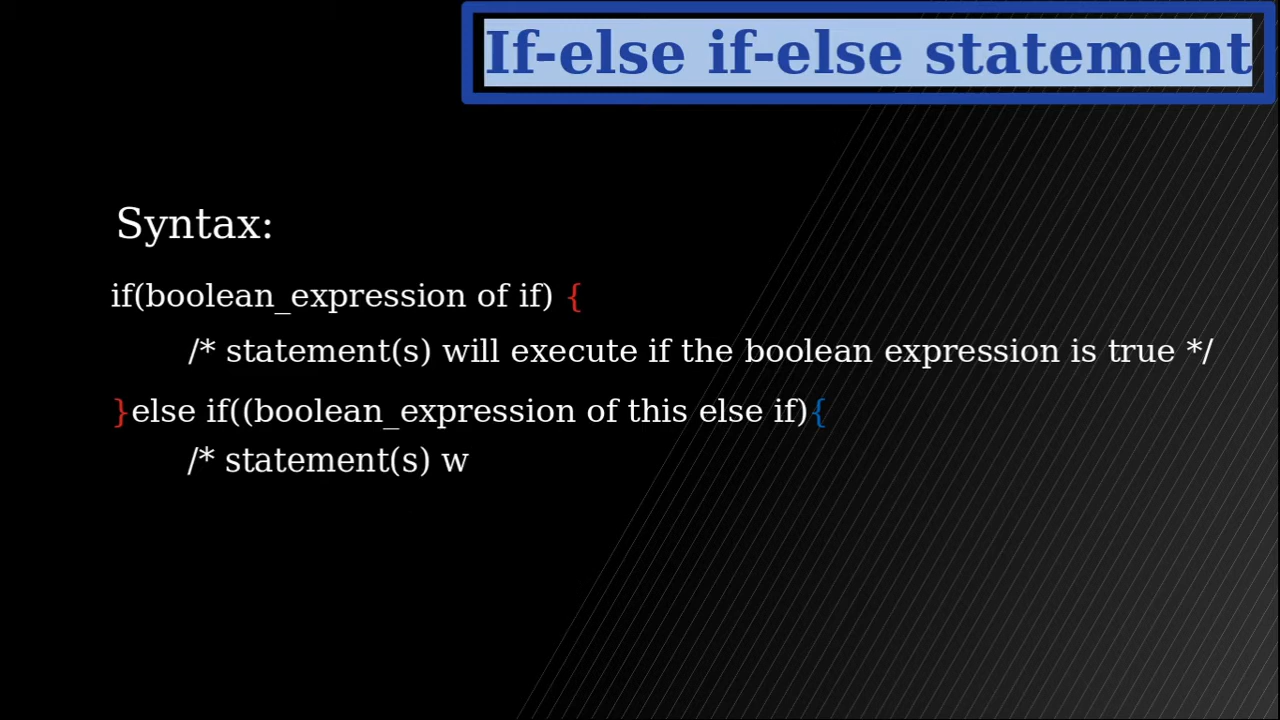 If-else if-else statement
Syntax:
if(boolean_expression of if) {
/* statement(s) will execute if the boolean expression is true */
}else if((boolean_expression of this else if){
/* statement(s) w